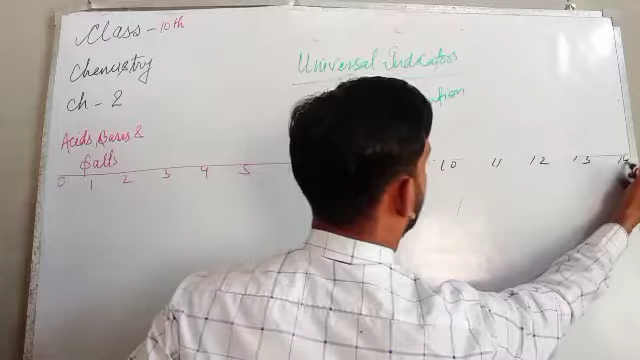 Class - 10th
Chemistry
Ch - 2
Acids, Bases &
Salts
Universal Indicators
0 1 2 3 4 5 10 11 12 13 14